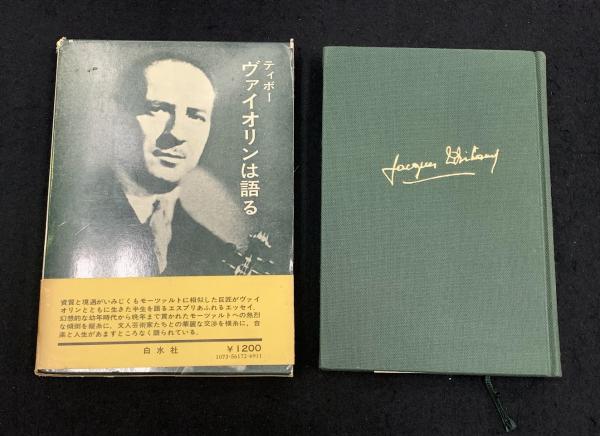 ティボー
ヴァイオリンは語る
資質と境遇がいみじくもモーツァルトに相似した巨匠がヴァイ
オリンとともに生きた半生を語るエスプリあふれるエッセイ.
幻想的な幼年時代から晩年まで貫かれたモーツァルトへの熱烈
な傾倒を縦糸に、文人芸術家たちとの華麗な交渉を横糸に、音
楽と人生があますところなく語られている.
白水社
￥1200
1073-56172-6911
Jacques Thibaud